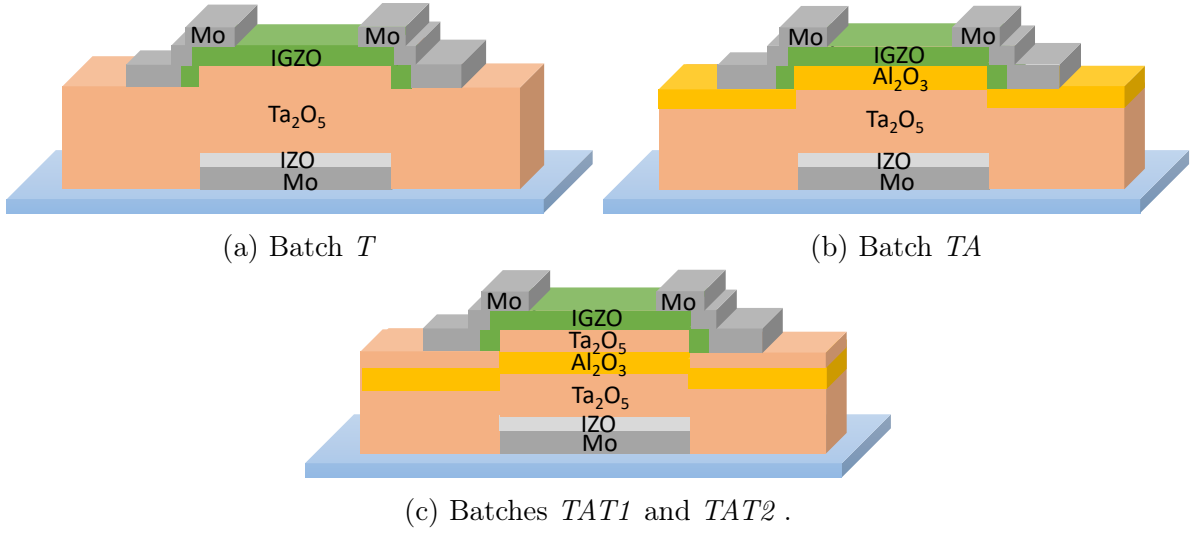 Mo Mo
IGZO
Ta₂O₅
IZO
Mo
(a) Batch T
Mo Mo
IGZO
Al₂O₃
Ta₂O₅
IZO
Mo
(b) Batch TA
Mo Mo
IGZO
Ta₂O₅
Al₂O₃
Ta₂O₅
IZO
Mo
(c) Batches TAT1 and TAT2 .